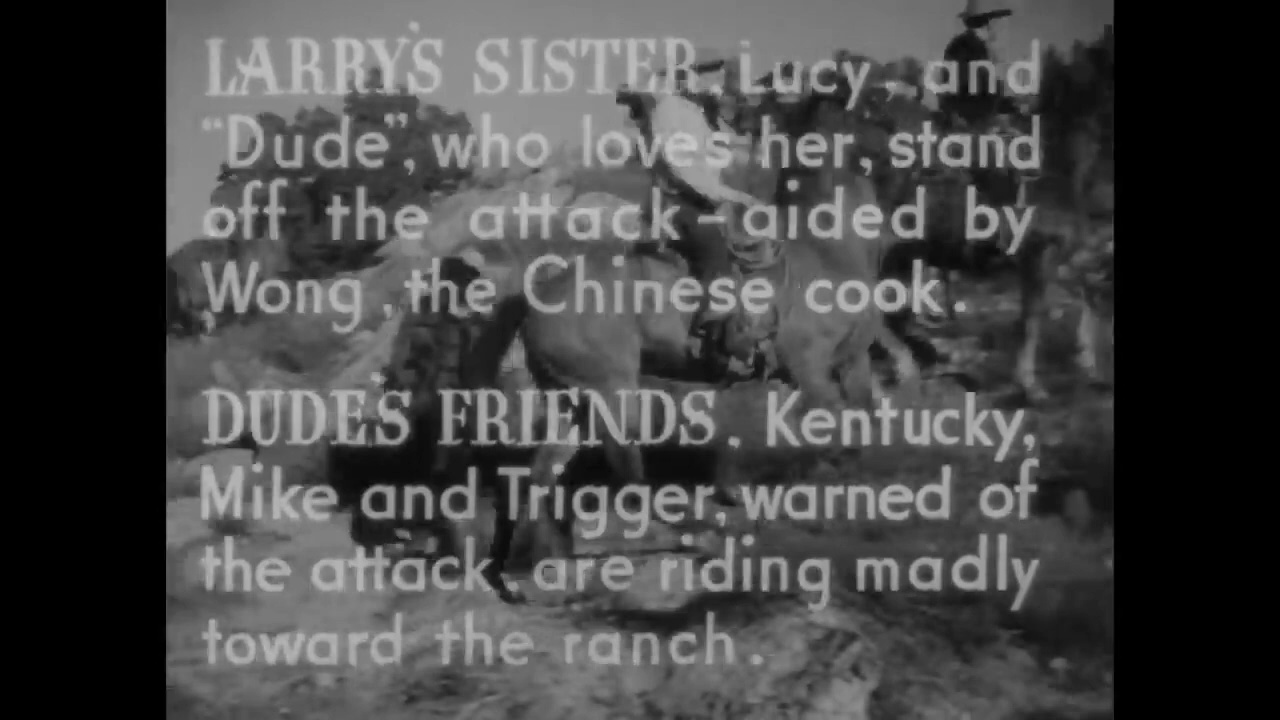 LARRY'S SISTER, Lucy, and
"Dude", who loves her, stand
off the attack - aided by
Wong, the Chinese cook.
DUDE'S FRIENDS, Kentucky,
Mike and Trigger, warned of
the attack, are riding madly
toward the ranch.